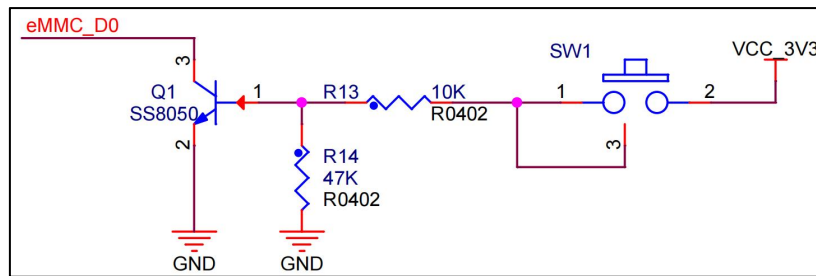 eMMC_D0
SW1
VCC_3V3
3
Q1
SS8050
1
R13
10K
R0402
1
2
2
3
R14
47K
R0402
GND
GND